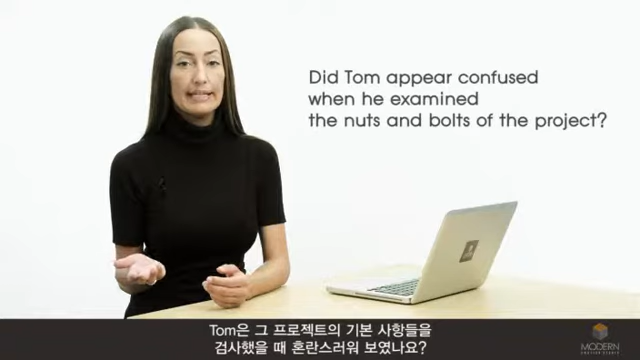 Did Tom appear confused
when he examined
the nuts and bolts of the project?
Tom은 그 프로젝트의 기본 사항들을
검사했을 때 혼란스러워 보였나요?
MODERN